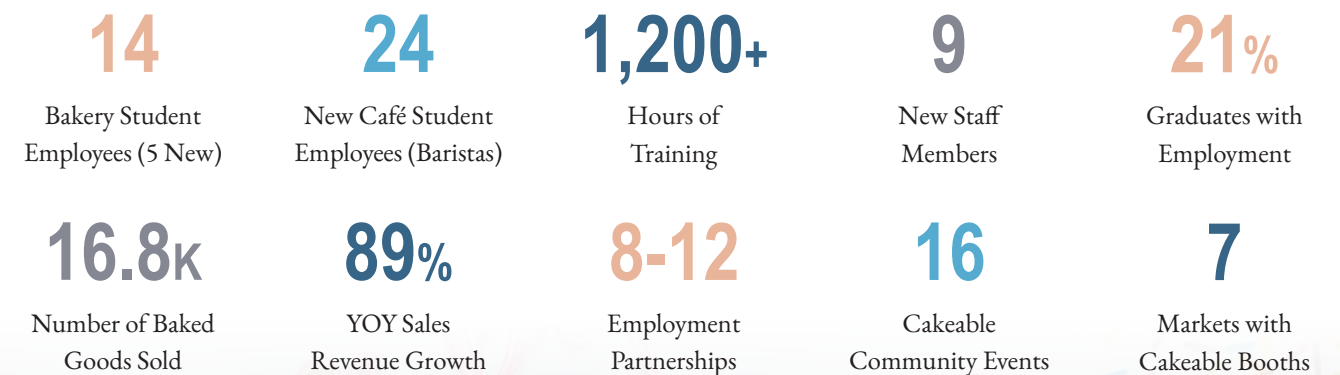 14
Bakery Student
Employees (5 New)
24
New Café Student
Employees (Baristas)
1,200+
Hours of
Training
9
New Staff
Members
21%
Graduates with
Employment
16.8K
Number of Baked
Goods Sold
89%
YOY Sales
Revenue Growth
8-12
Employment
Partnerships
16
Cakeable
Community Events
7
Markets with
Cakeable Booths